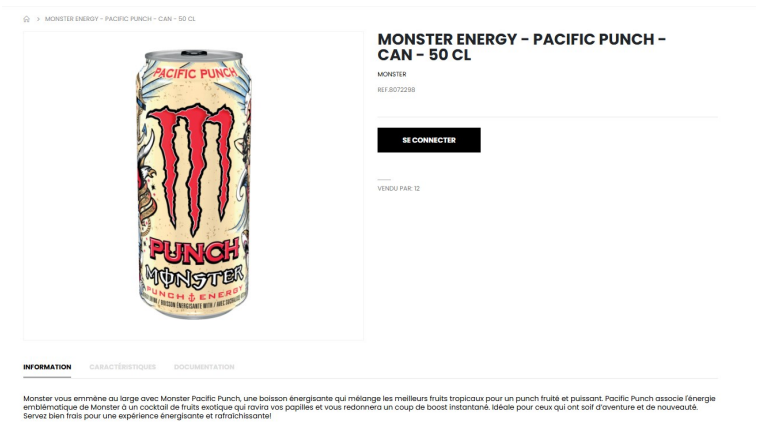 > MONSTER ENERGY - PACIFIC PUNCH - CAN - 50 CL
MONSTER ENERGY - PACIFIC PUNCH -
CAN - 50 CL
MONSTER
REF.8072298
SE CONNECTER
VENDU PAR: 12
PACIFIC PUNCH
PUNCH
MONSTER
PUNCH ENERGY
BOISSON ÉNERGISANTE WITH / AVEC
INFORMATION CARACTÉRISTIQUES DOCUMENTATION
Monster vous emmène au large avec Monster Pacific Punch, une boisson énergisante qui mélange les meilleurs fruits tropicaux pour un punch fruité et puissant. Pacific Punch associe l'énergie
emblématique de Monster à un cocktail de fruits exotique qui ravira vos papilles et vous redonnera un coup de boost instantané. Idéale pour ceux qui ont soif d'aventure et de nouveauté.
Servez bien frais pour une expérience énergisante et rafraîchissante!